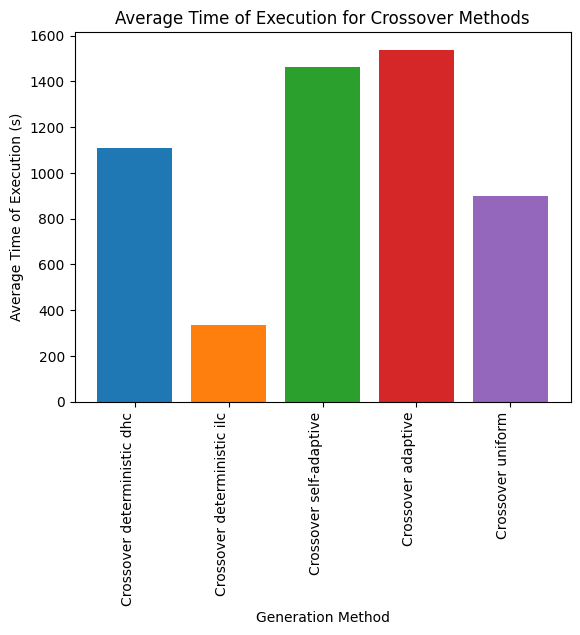 Average Time of Execution for Crossover Methods
Average Time of Execution (s)
1600
1400
1200
1000
800
600
400
200
0
Crossover deterministic dhc
Crossover deterministic ilc
Crossover self-adaptive
Crossover adaptive
Crossover uniform
Generation Method